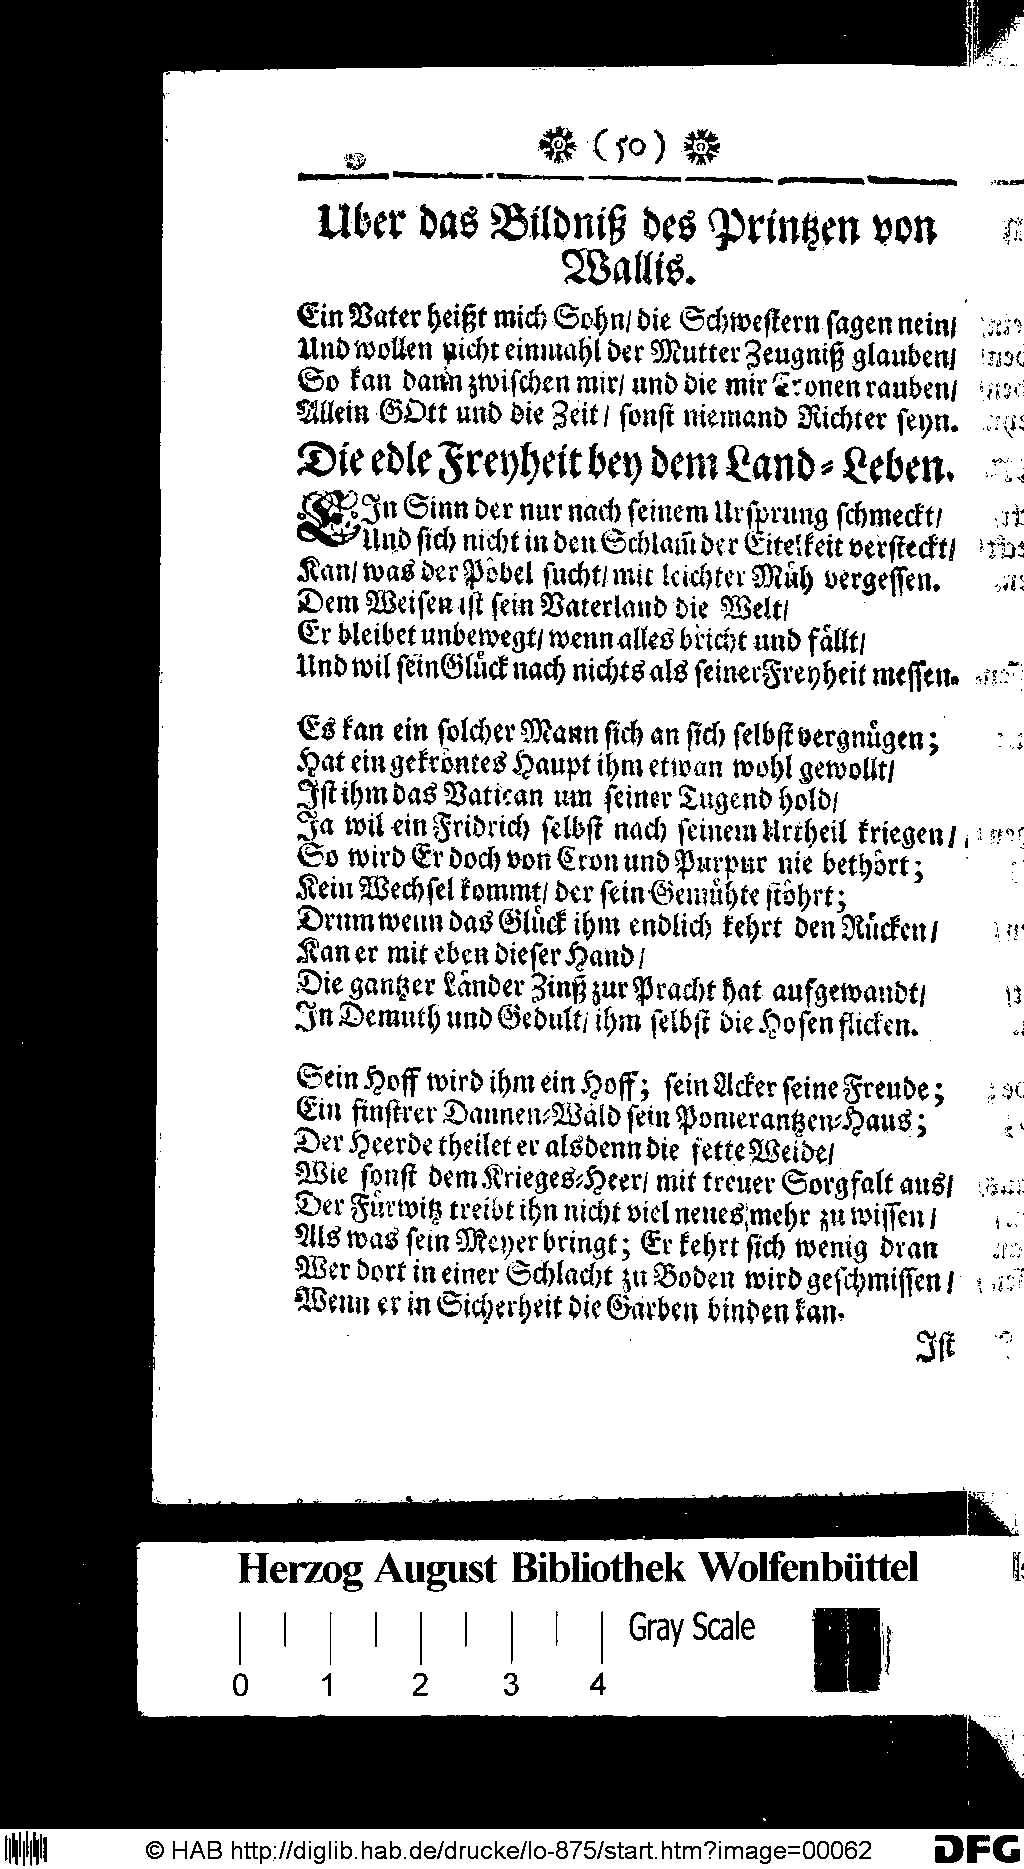 ❋ (50) ❋
Uber das Bildniß des Printzen von
Wallis.
Ein Vater heißt mich Sohn/ die Schwestern sagen nein/
Und wollen nicht einmahl der Mutter Zeugniß glauben/
So kan dann zwischen mir/ und die mir Cronen rauben/
Allein GOtt und die Zeit/ sonst niemand Richter seyn.
Die edle Freyheit bey dem Land-Leben.
EIn Sinn der nur nach seinem Ursprung schmeckt/
Und sich nicht in den Schlam̃ der Eitelkeit versteckt/
Kan/ was der Pöbel sucht/ mit leichter Müh vergessen.
Dem Weisen ist sein Vaterland die Welt/
Er bleibet unbewegt/ wenn alles bricht und fällt/
Und wil sein Glück nach nichts als seiner Freyheit messen.
Es kan ein solcher Mann sich an sich selbst vergnügen;
Hat ein gekröntes Haupt ihm etwan wohl gewollt/
Ist ihm das Vatican um seiner Tugend hold/
Ja wil ein Fridrich selbst nach seinem Urtheil kriegen/
So wird Er doch von Cron und Purpur nie bethört;
Kein Wechsel kommt/ der sein Gemühte stöhrt;
Drum wenn das Glück ihm endlich kehrt den Rücken/
Kan er mit eben dieser Hand/
Die gantzer Länder Zinß zur Pracht hat aufgewandt/
In Demuth und Gedult/ ihm selbst die Hosen flicken.
Sein Hoff wird ihm ein Hoff; sein Acker seine Freude;
Ein finstrer Dannen-Wald sein Pomerantzen-Haus;
Der Heerde theilet er alsdenn die fette Weide/
Wie sonst dem Krieges-Heer/ mit treuer Sorgfalt aus/
Der Fürwitz treibt ihn nicht viel neues mehr zu wissen/
Als was sein Meyer bringt; Er kehrt sich wenig dran
Wer dort in einer Schlacht zu Boden wird geschmissen/
Wenn er in Sicherheit die Garben binden kan.
Ist
Herzog August Bibliothek Wolfenbüttel
Gray Scale
0 1 2 3 4
© HAB http://diglib.hab.de/drucke/lo-875/start.htm?image=00062
DFG